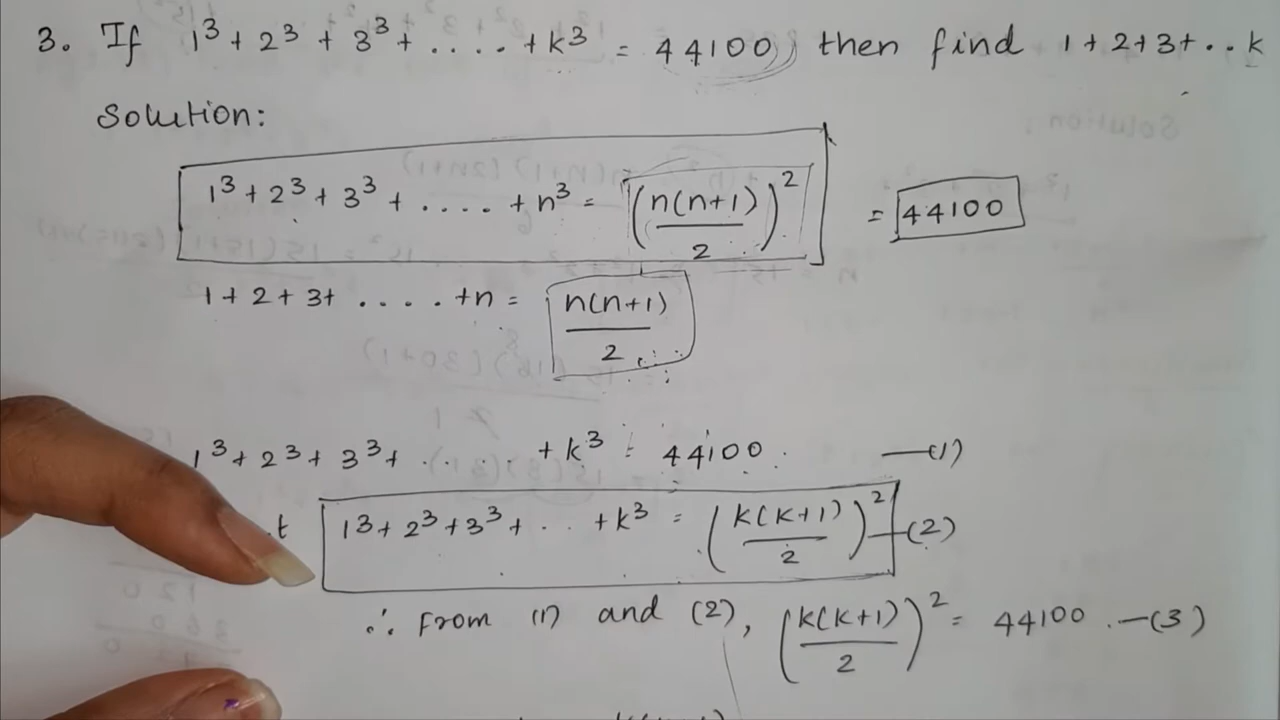 3. If 1³ + 2³ + 3³ + .... + k³ = 44100, then find 1+2+3+..k
Solution:
1³ + 2³ + 3³ + .... + n³ = (n(n+1)/2)² = 44100
1 + 2 + 3 + .... + n = n(n+1)/2
1³ + 2³ + 3³ + ..... + k³ = 44100. —(1)
t 1³ + 2³ + 3³ + ... + k³ = (k(k+1)/2)² —(2)
∴ From (1) and (2), (k(k+1)/2)² = 44100. —(3)